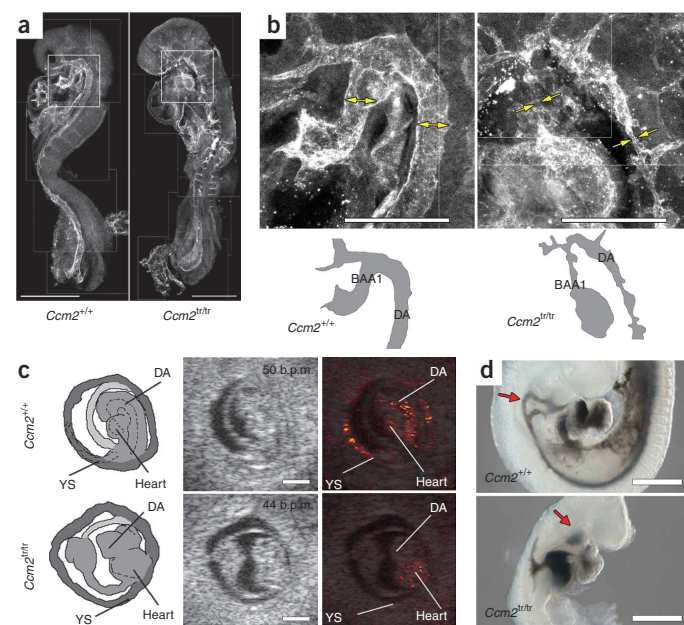 a
Ccm2+/+
Ccm2tr/tr
b
BAA1
DA
Ccm2+/+
DA
BAA1
Ccm2tr/tr
c
Ccm2+/+
DA
YS
Heart
50 b.p.m.
DA
YS
Heart
Ccm2tr/tr
DA
YS
Heart
44 b.p.m.
DA
YS
Heart
d
Ccm2+/+
Ccm2tr/tr